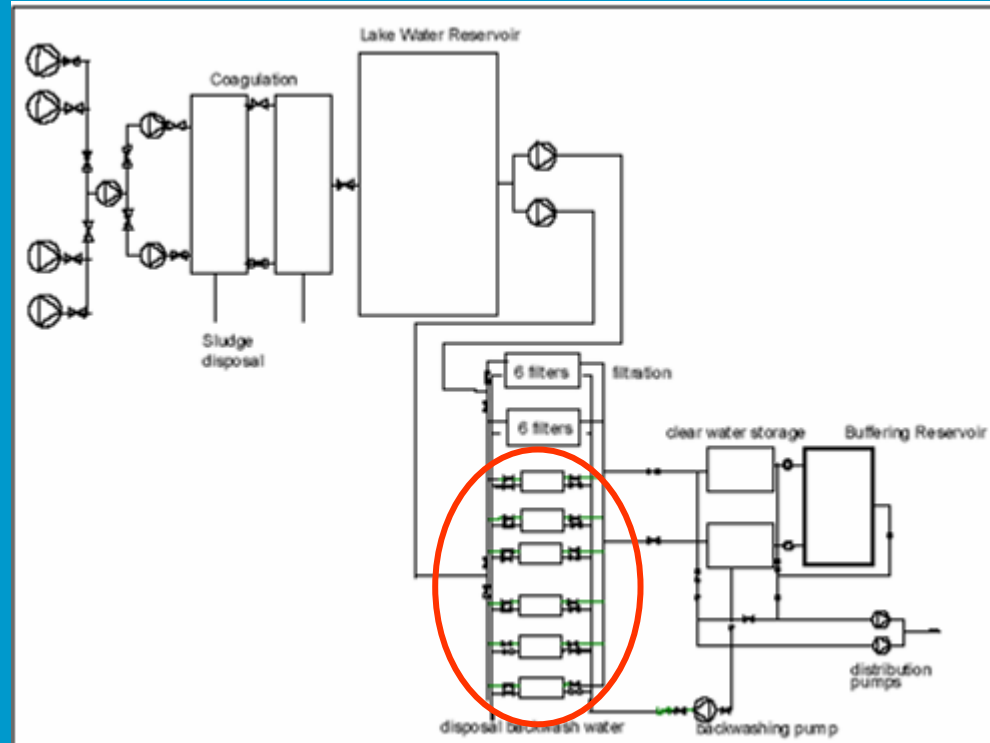 Lake Water Reservoir
Coagulation
Sludge
disposal
6 filters
filtration
6 filters
clear water storage
Buffering Reservoir
distribution
pumps
disposal backwash water
backwashing pump